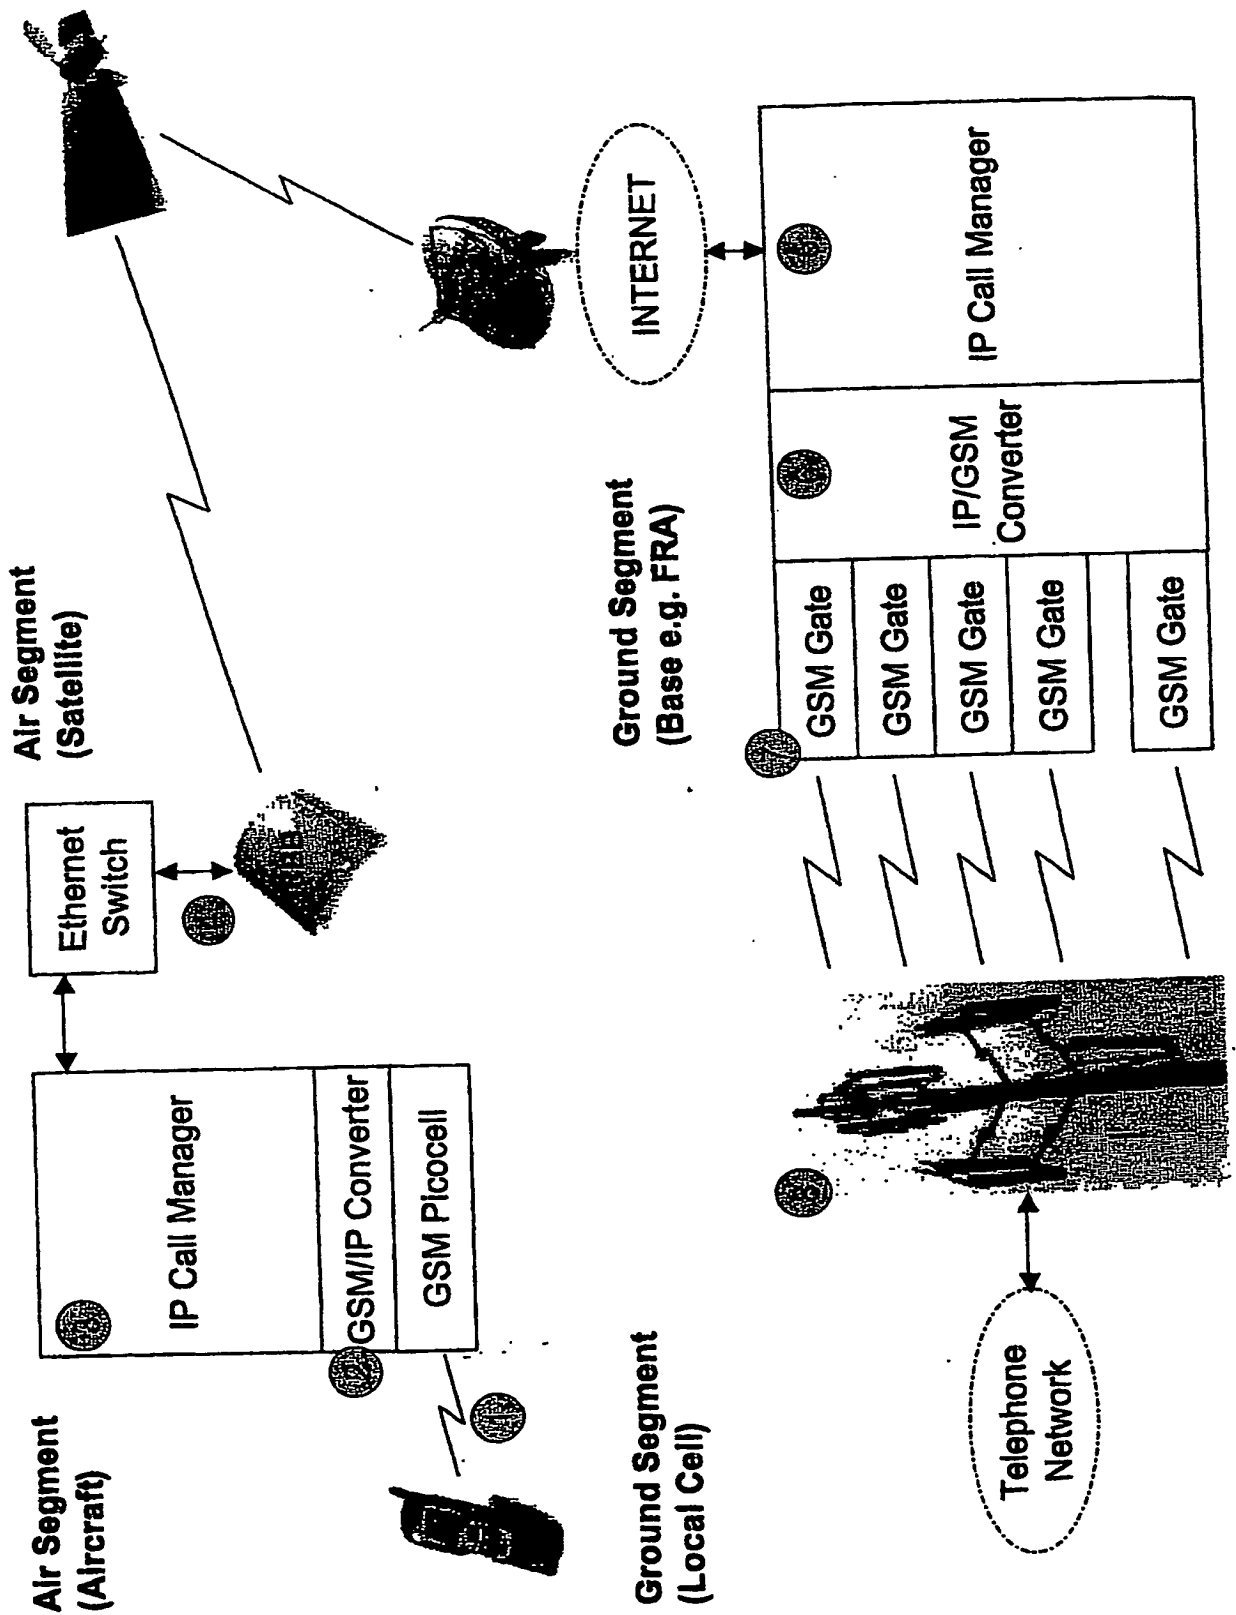 Air Segment
(Aircraft)
IP Call Manager
GSM/IP Converter
GSM Picocell
Ethernet
Switch
Air Segment
(Satellite)
Ground Segment
(Local Cell)
Telephone
Network
Ground Segment
(Base e.g. FRA)
GSM Gate
GSM Gate
GSM Gate
GSM Gate
GSM Gate
IP/GSM
Converter
IP Call Manager
INTERNET